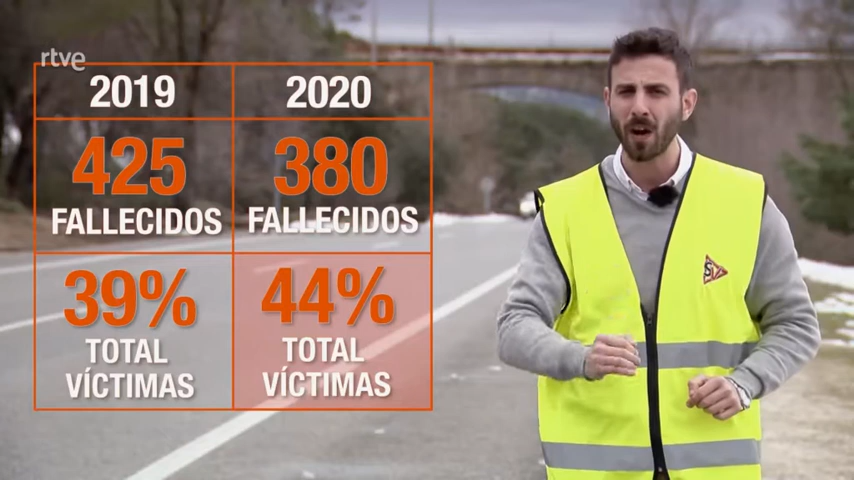 rtve
2019
2020
425
FALLECIDOS
380
FALLECIDOS
39%
TOTAL
VÍCTIMAS
44%
TOTAL
VÍCTIMAS